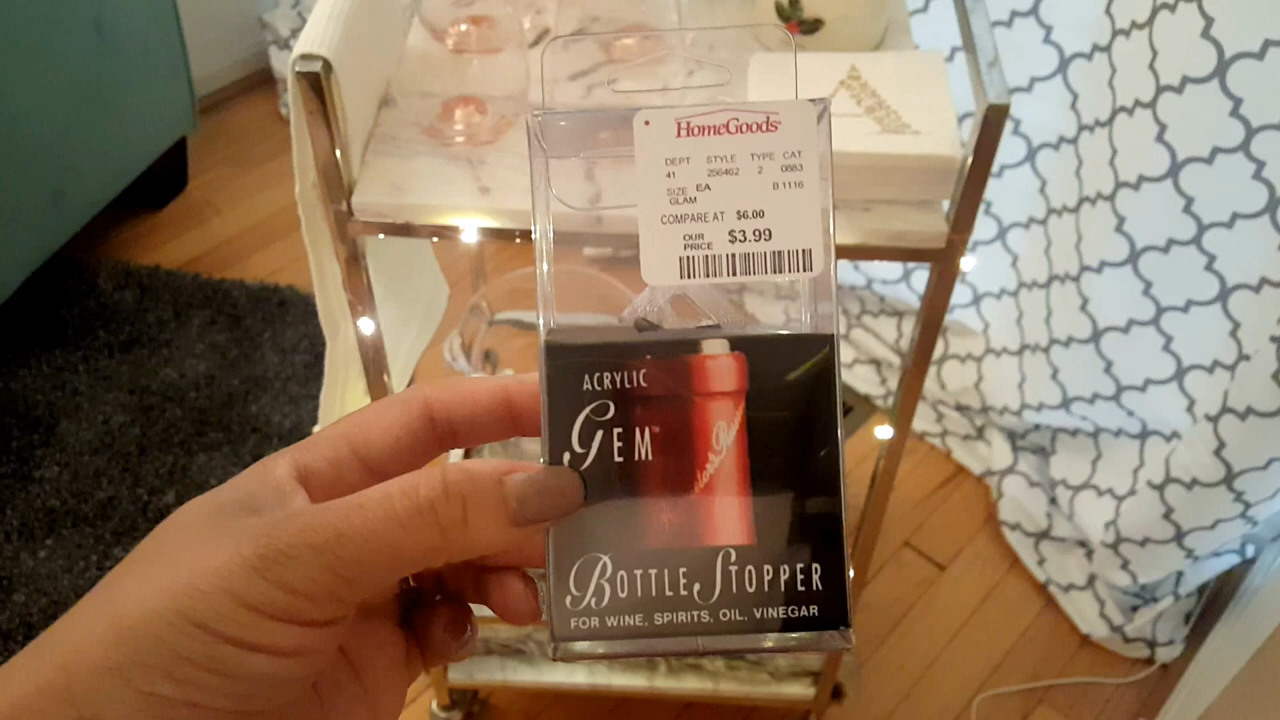 A
HomeGoods
DEPT STYLE TYPE CAT
41 256462 2 0883
SIZE EA B 1116
GLAM
COMPARE AT $6.00
OUR PRICE $3.99
ACRYLIC
GEM™
BOTTLE STOPPER
FOR WINE, SPIRITS, OIL, VINEGAR